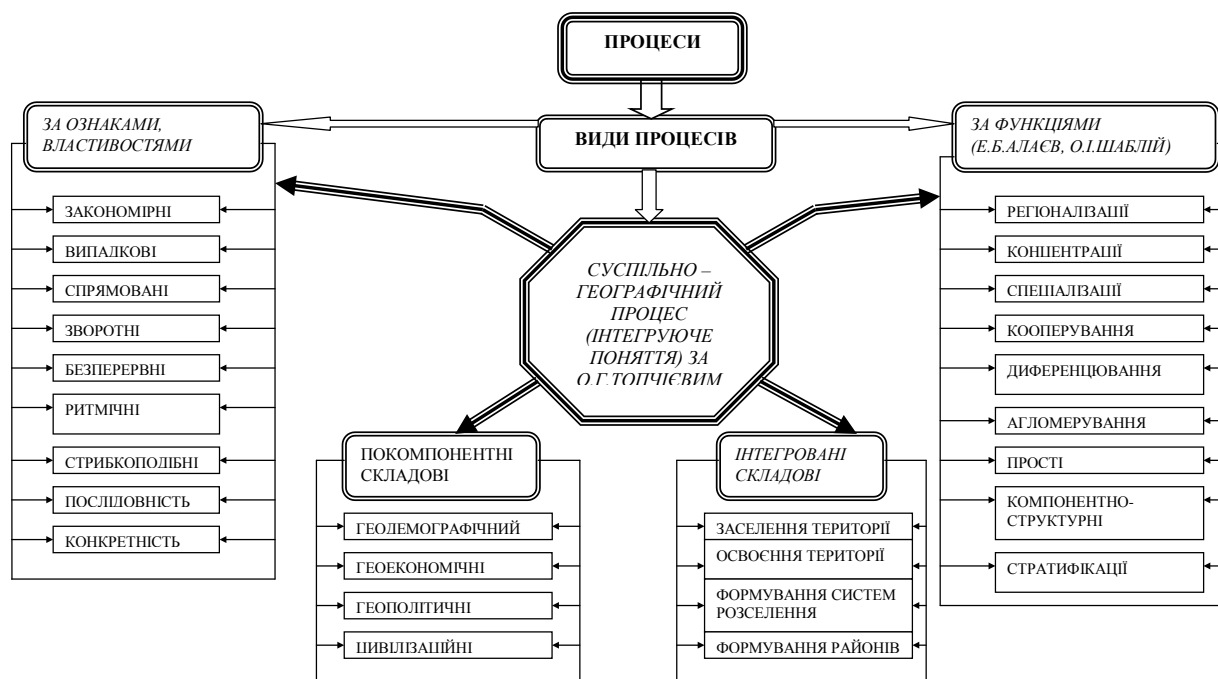 ПРОЦЕСИ
ВИДИ ПРОЦЕСІВ
ЗА ОЗНАКАМИ,
ВЛАСТИВОСТЯМИ
ЗАКОНОМІРНІ
ВИПАДКОВІ
СПРЯМОВАНІ
ЗВОРОТНІ
БЕЗПЕРЕРВНІ
РИТМІЧНІ
СТРИБКОПОДІБНІ
ПОСЛІДОВНІСТЬ
КОНКРЕТНІСТЬ
СУСПІЛЬНО –
ГЕОГРАФІЧНИЙ
ПРОЦЕС
(ІНТЕГРУЮЧЕ
ПОНЯТТЯ) ЗА
О.Г.ТОПЧІЄВИМ
ПОКОМПОНЕНТНІ
СКЛАДОВІ
ГЕОДЕМОГРАФІЧНИЙ
ГЕОЕКОНОМІЧНІ
ГЕОПОЛІТИЧНІ
ЦИВІЛІЗАЦІЙНІ
ІНТЕГРОВАНІ
СКЛАДОВІ
ЗАСЕЛЕННЯ ТЕРИТОРІЇ
ОСВОЄННЯ ТЕРИТОРІЇ
ФОРМУВАННЯ СИСТЕМ
РОЗСЕЛЕННЯ
ФОРМУВАННЯ РАЙОНІВ
ЗА ФУНКЦІЯМИ
(Е.Б.АЛАЄВ, О.І.ШАБЛІЙ)
РЕГІОНАЛІЗАЦІЇ
КОНЦЕНТРАЦІЇ
СПЕЦІАЛІЗАЦІЇ
КООПЕРУВАННЯ
ДИФЕРЕНЦЮВАННЯ
АГЛОМЕРУВАННЯ
ПРОСТІ
КОМПОНЕНТНО-
СТРУКТУРНІ
СТРАТИФІКАЦІЇ